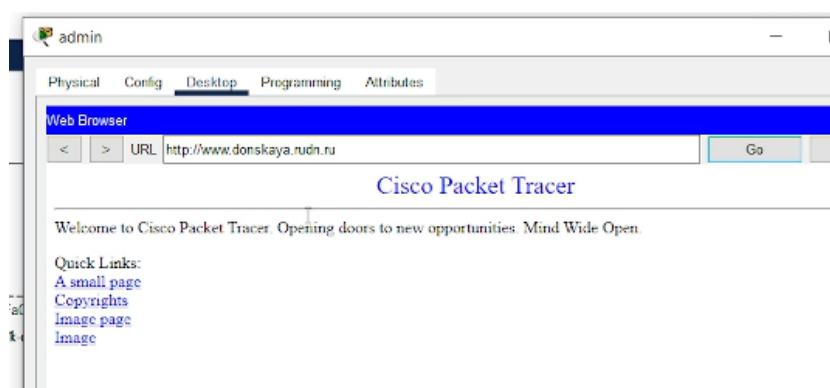 admin
Physical Config Desktop Programming Attributes
Web Browser
< > URL http://www.donskaya.rudn.ru Go
Cisco Packet Tracer
Welcome to Cisco Packet Tracer. Opening doors to new opportunities. Mind Wide Open.
Quick Links:
A small page
Copyrights
Image page
Image